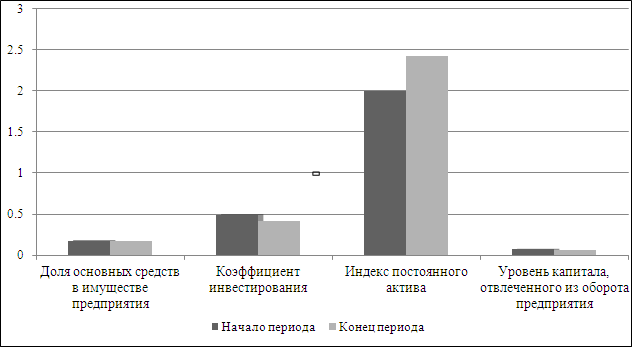 3
2.5
2
1.5
1
0.5
0
Доля основных средств
в имуществе
предприятия
Коэффициент
инвестирования
Индекс постоянного
актива
Уровень капитала,
отвлеченного из оборота
предприятия
Начало периода
Конец периода